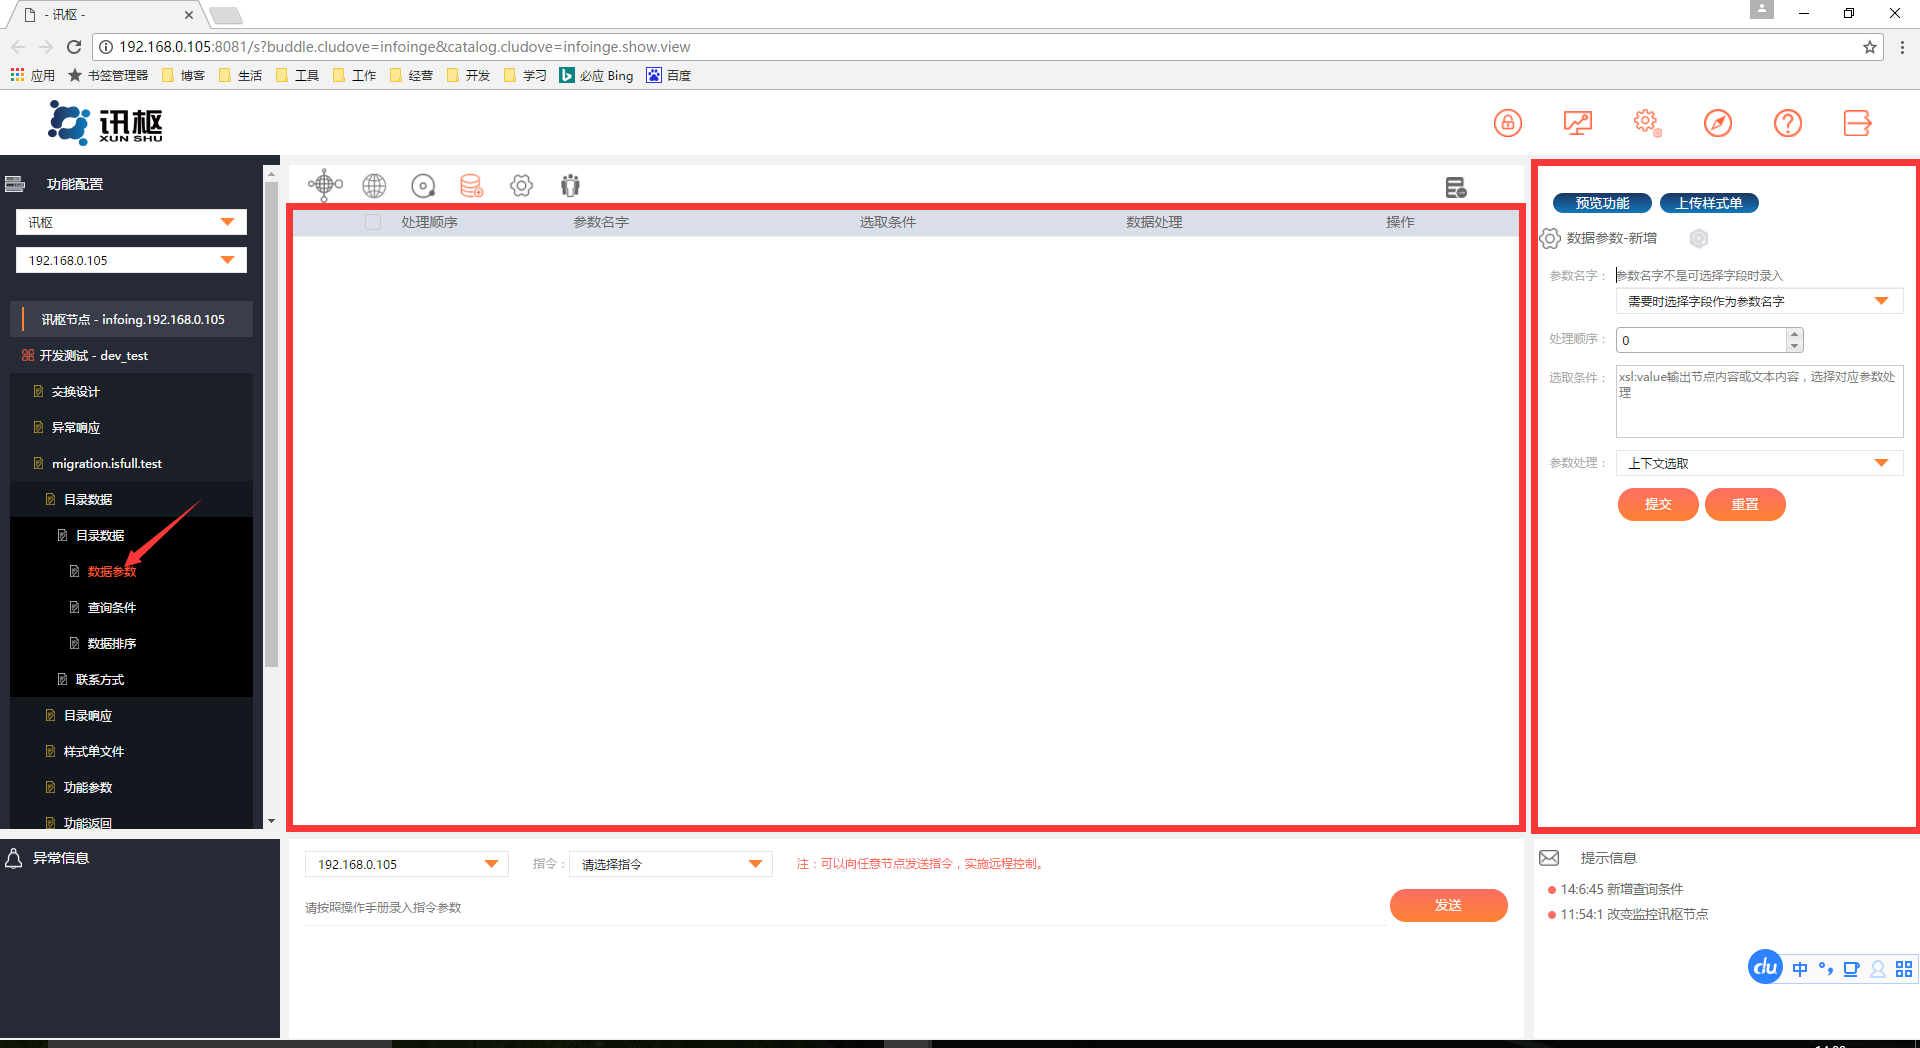 - 讯枢 -
192.168.0.105:8081/s?buddle.cludove=infoinge&catalog.cludove=infoinge.show.view
应用 书签管理器 博客 生活 工具 工作 经营 开发 学习 必应 Bing 百度
讯枢
XUN SHU
功能配置
讯枢
192.168.0.105
讯枢节点 - infoing.192.168.0.105
开发测试 - dev_test
交换设计
异常响应
migration.isfull.test
目录数据
目录数据
数据参数
查询条件
数据排序
联系方式
目录响应
样式单文件
功能参数
功能返回
异常信息
处理顺序 参数名字 选取条件 数据处理 操作
192.168.0.105 指令： 请选择指令 注：可以向任意节点发送指令，实施远程控制。
请按照操作手册录入指令参数
发送
预览功能 上传样式单
数据参数-新增
参数名字： 参数名字不是可选择字段时录入
需要时选择字段作为参数名字
处理顺序： 0
选取条件： xsl:value输出节点内容或文本内容，选择对应参数处
理
参数处理： 上下文选取
提交 重置
提示信息
14:6:45 新增查询条件
11:54:1 改变监控讯枢节点
du 中